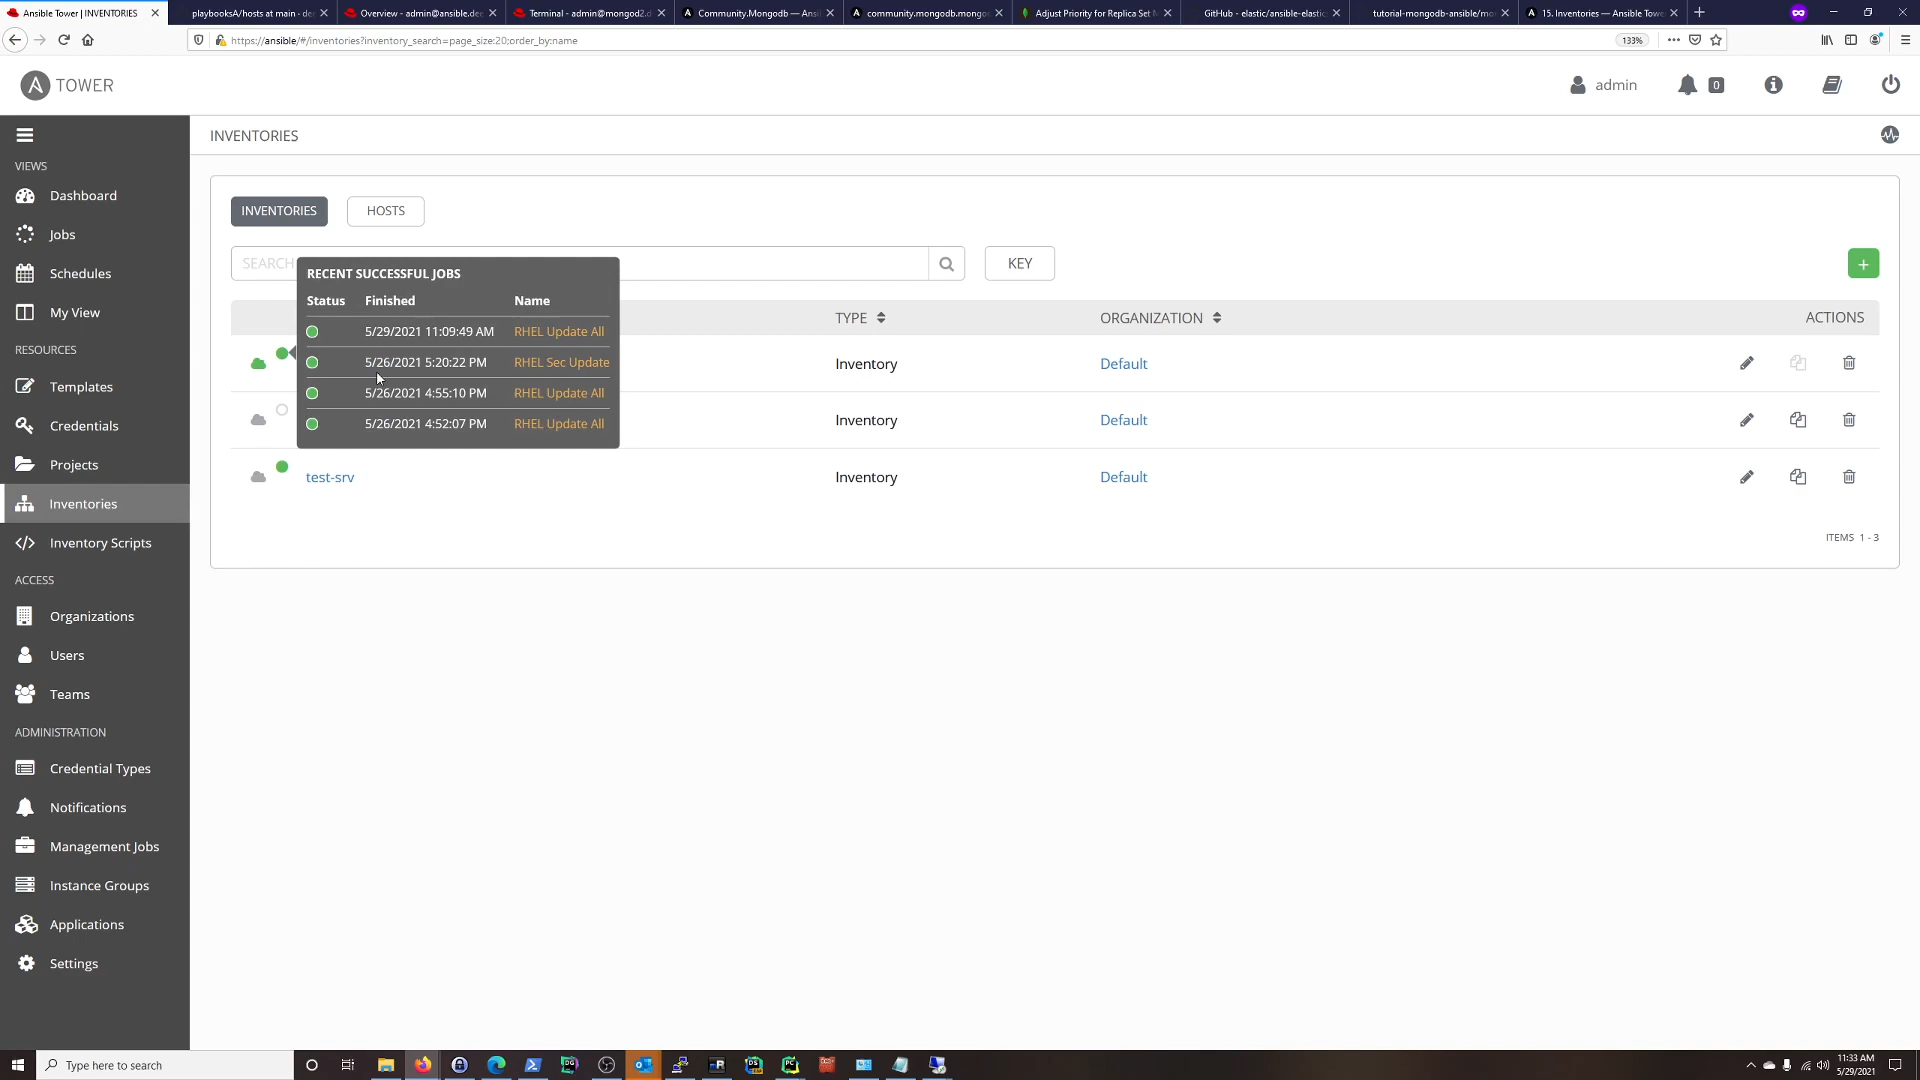 Ansible Tower | INVENTORIES
playbooksA/hosts at main · de
Overview - admin@ansible.de
Terminal - admin@mongod2.d
Community.Mongodb — Ansi
community.mongodb.mongo
Adjust Priority for Replica Set M
GitHub - elastic/ansible-elastic
tutorial-mongodb-ansible/mo
15. Inventories — Ansible Towe
https://ansible/#/inventories?inventory_search=page_size:20;order_by:name
133%
TOWER
admin
0
VIEWS
Dashboard
Jobs
Schedules
My View
RESOURCES
Templates
Credentials
Projects
Inventories
Inventory Scripts
ACCESS
Organizations
Users
Teams
ADMINISTRATION
Credential Types
Notifications
Management Jobs
Instance Groups
Applications
Settings
INVENTORIES
INVENTORIES
HOSTS
SEARCH
KEY
+
TYPE
ORGANIZATION
ACTIONS
RECENT SUCCESSFUL JOBS
Status Finished Name
5/29/2021 11:09:49 AM RHEL Update All
5/26/2021 5:20:22 PM RHEL Sec Update
5/26/2021 4:55:10 PM RHEL Update All
5/26/2021 4:52:07 PM RHEL Update All
Inventory Default
Inventory Default
test-srv Inventory Default
ITEMS 1 - 3
Type here to search
11:33 AM
5/29/2021